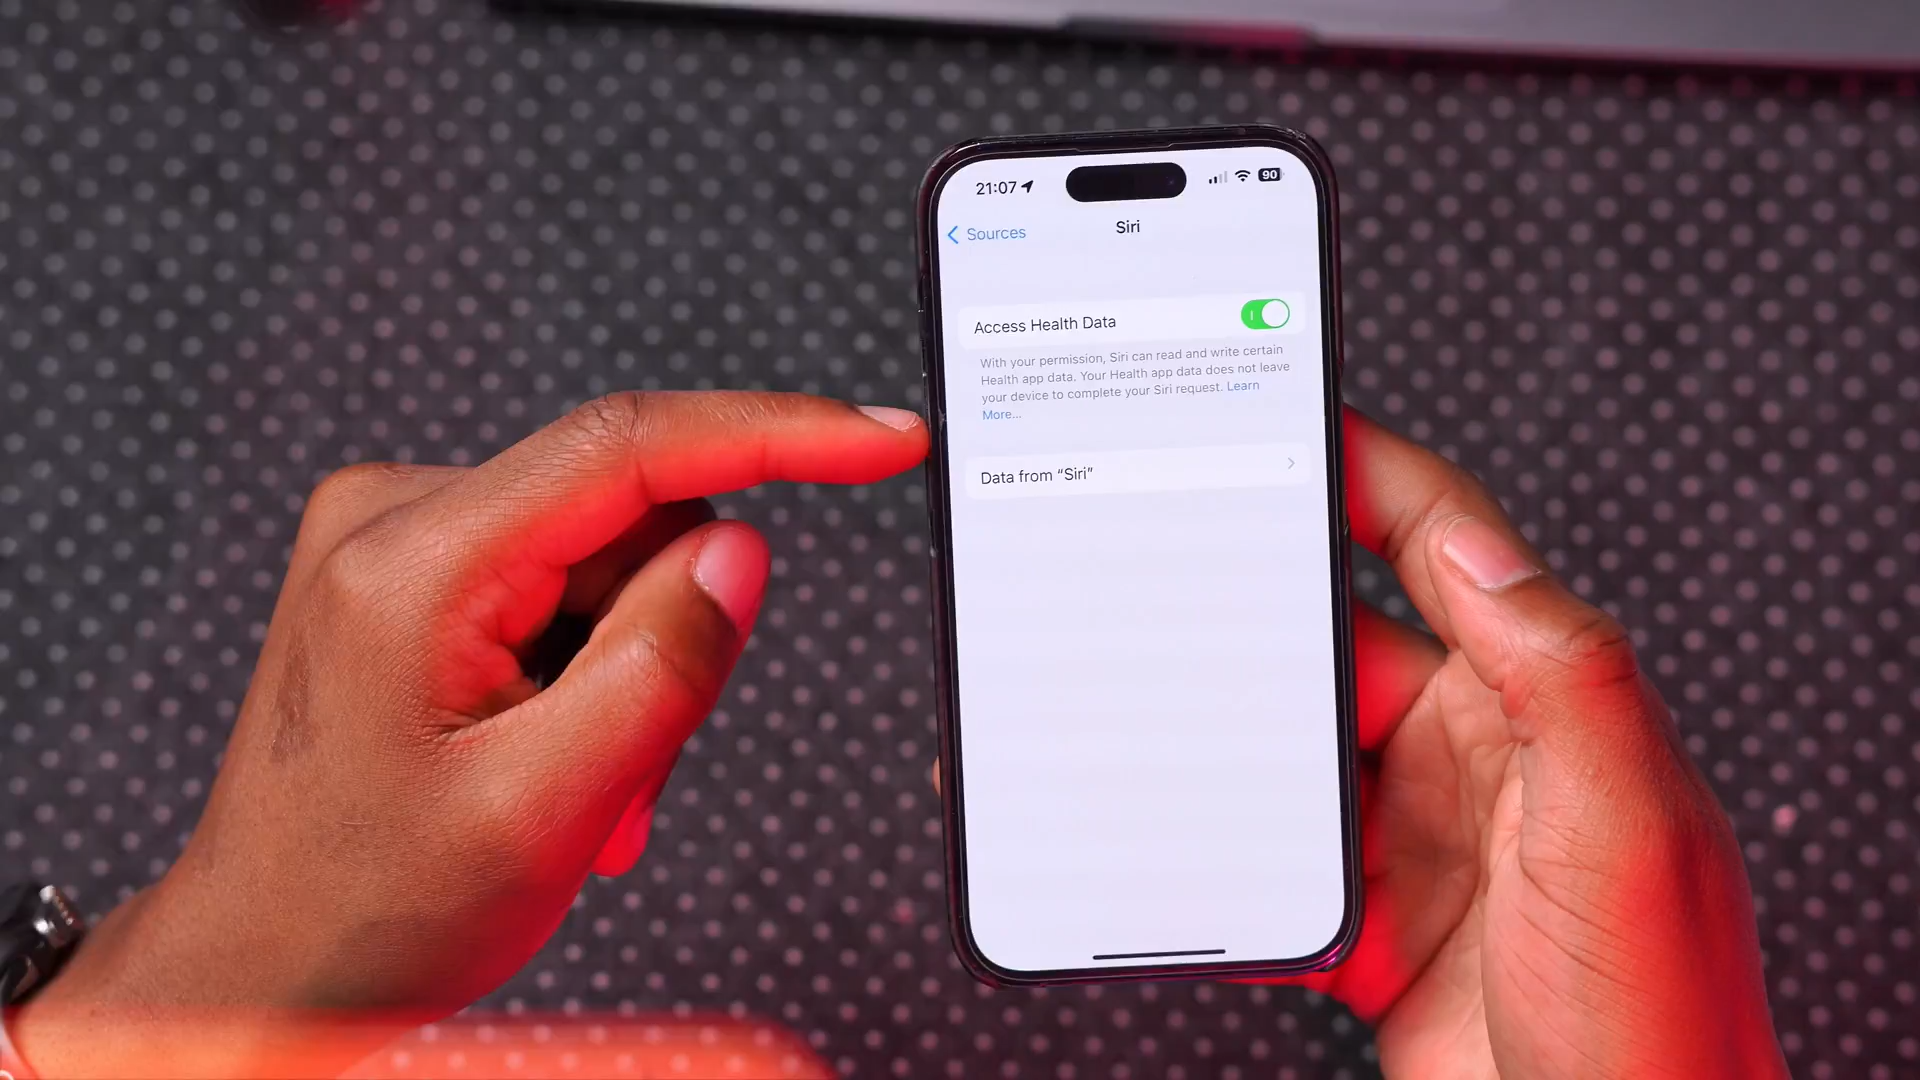 21:07
90
Sources
Siri
Access Health Data
With your permission, Siri can read and write certain
Health app data. Your Health app data does not leave
your device to complete your Siri request. Learn
More...
Data from “Siri”